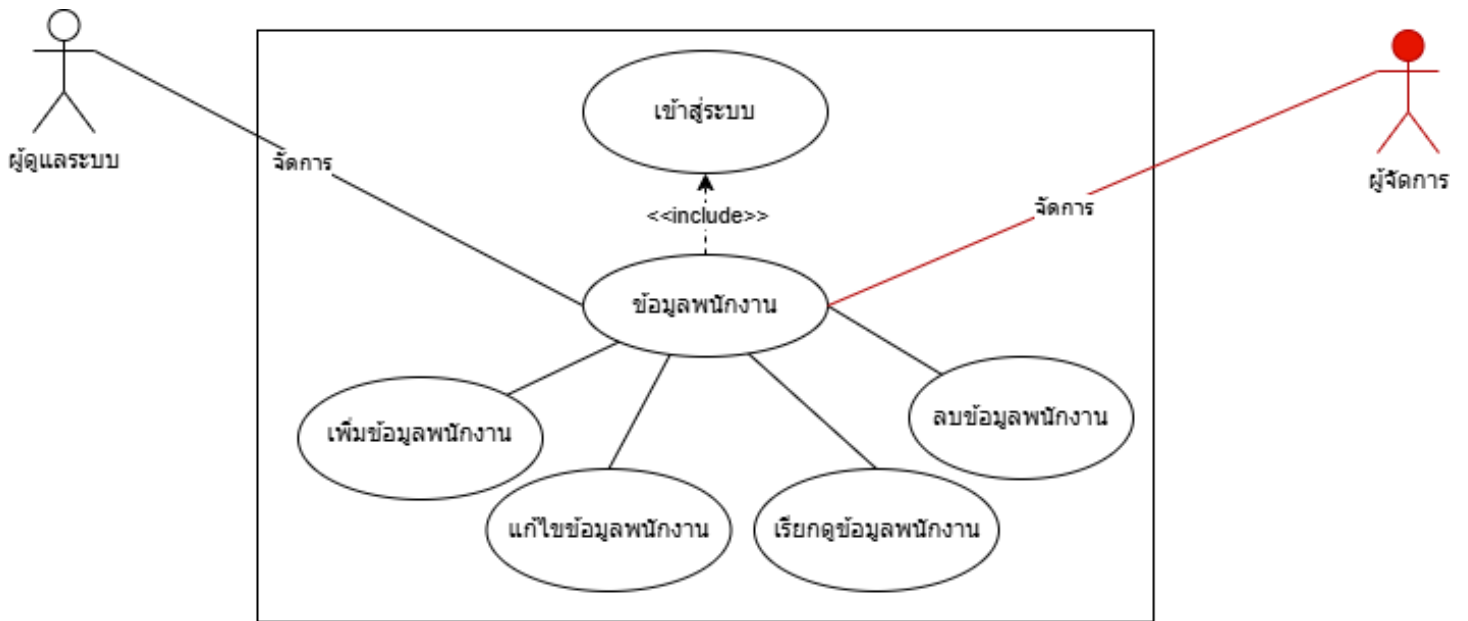 เข้าสู่ระบบ
ผู้ดูแลระบบ
จัดการ
ผู้จัดการ
จัดการ
<<include>>
ข้อมูลพนักงาน
เพิ่มข้อมูลพนักงาน
ลบข้อมูลพนักงาน
แก้ไขข้อมูลพนักงาน
เรียกดูข้อมูลพนักงาน